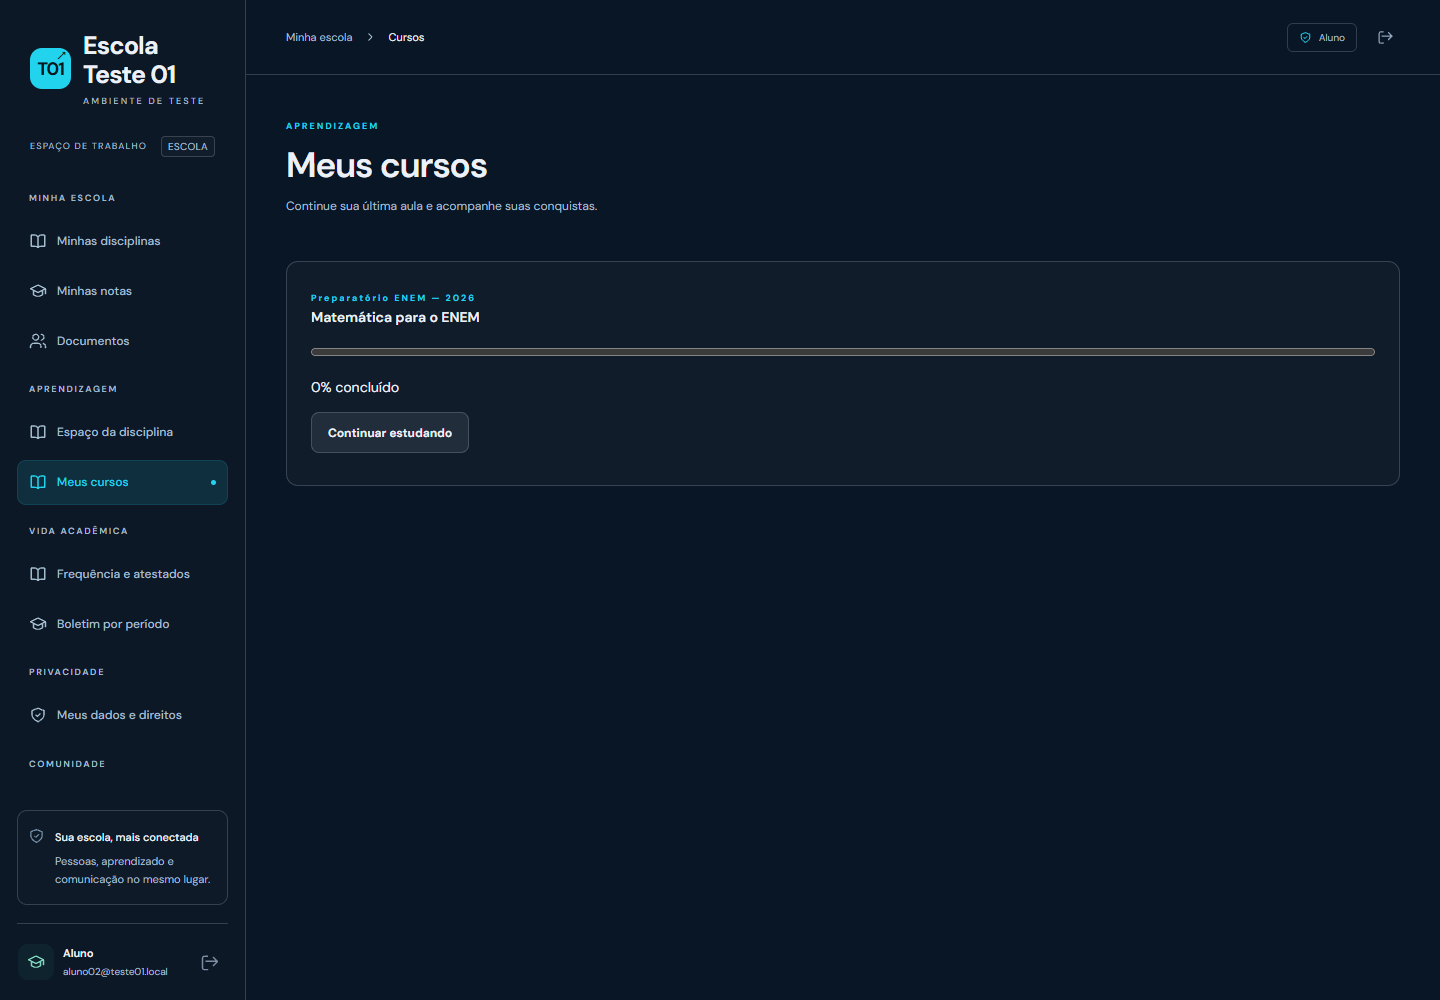 T01
Escola
Teste 01
AMBIENTE DE TESTE
ESPAÇO DE TRABALHO
ESCOLA
MINHA ESCOLA
Minhas disciplinas
Minhas notas
Documentos
APRENDIZAGEM
Espaço da disciplina
Meus cursos
VIDA ACADÊMICA
Frequência e atestados
Boletim por período
PRIVACIDADE
Meus dados e direitos
COMUNIDADE
Sua escola, mais conectada
Pessoas, aprendizado e
comunicação no mesmo lugar.
Aluno
aluno02@teste01.local
Minha escola > Cursos
Aluno
APRENDIZAGEM
Meus cursos
Continue sua última aula e acompanhe suas conquistas.
Preparatório ENEM — 2026
Matemática para o ENEM
0% concluído
Continuar estudando